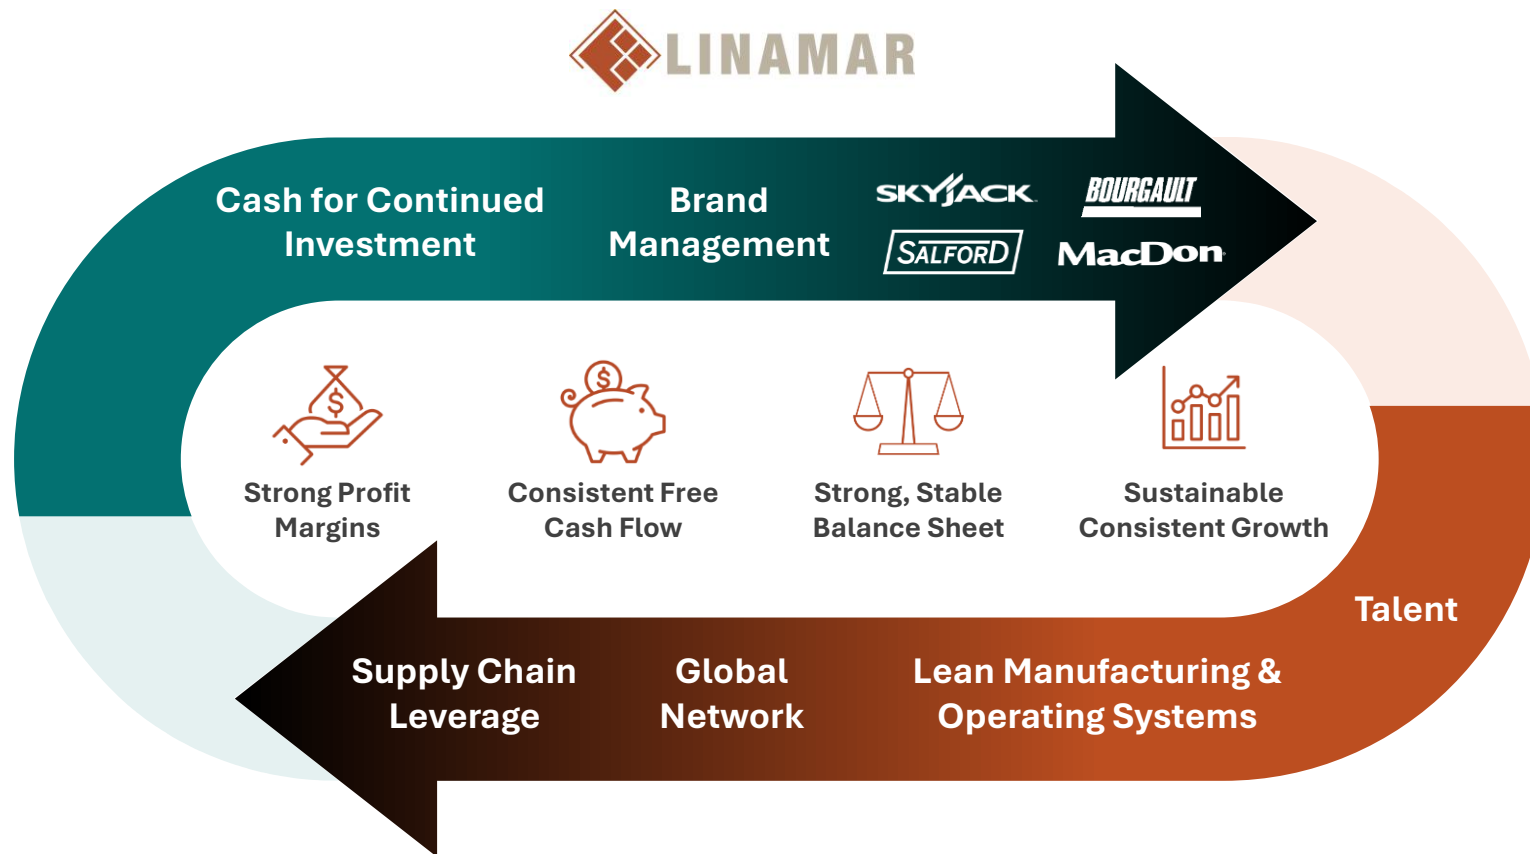 LINAMAR
Cash for Continued
Investment
Brand
Management
SKYJACK
BOURGAULT
SALFORD
MacDon
$
$
Strong Profit
Margins
Consistent Free
Cash Flow
Strong, Stable
Balance Sheet
Sustainable
Consistent Growth
Talent
Supply Chain
Leverage
Global
Network
Lean Manufacturing &
Operating Systems